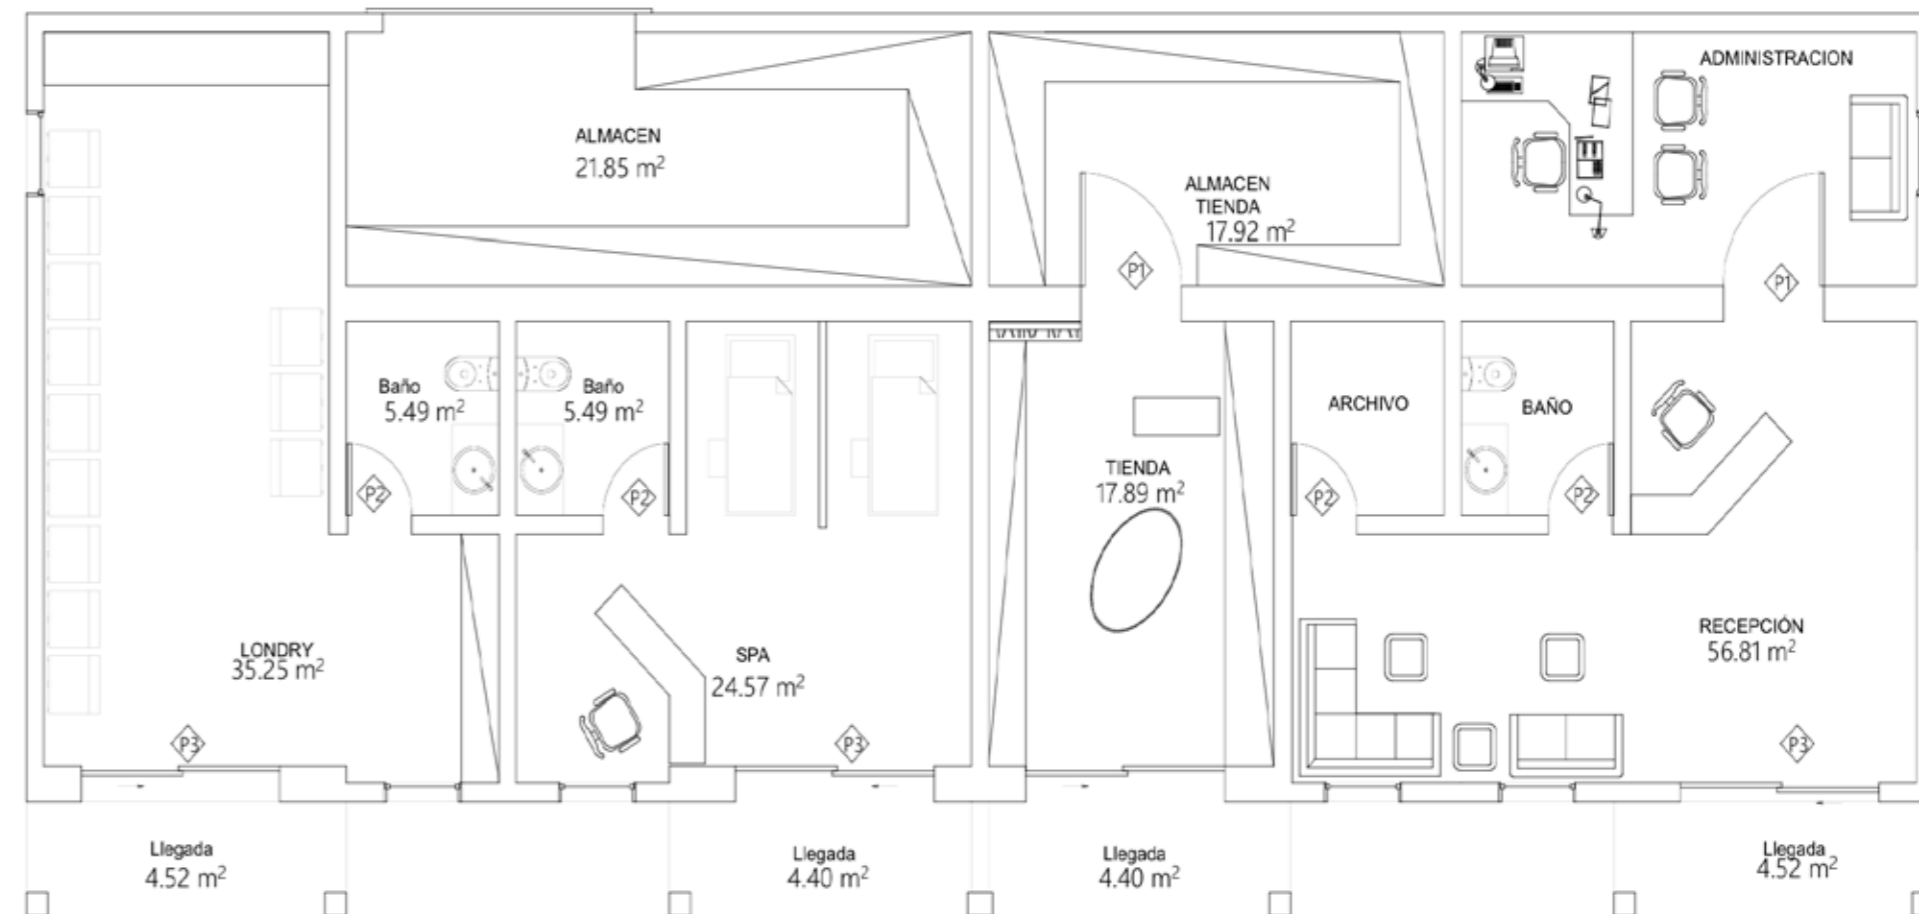 ADMINISTRACION
ALMACEN
21.85 m²
ALMACEN
TIENDA
17.92 m²
P1
P1
Baño
5.49 m²
Baño
5.49 m²
ARCHIVO
BAÑO
P2
P2
TIENDA
17.89 m²
P2
P2
LONDRY
35.25 m²
SPA
24.57 m²
RECEPCIÓN
56.81 m²
P3
P3
P3
Llegada
4.52 m²
Llegada
4.40 m²
Llegada
4.40 m²
Llegada
4.52 m²